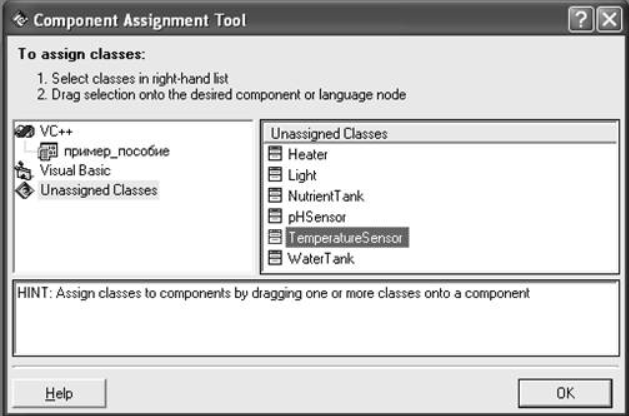 Component Assignment Tool
To assign classes:
1. Select classes in right-hand list
2. Drag selection onto the desired component or language node
VC++
пример_пособие
Visual Basic
Unassigned Classes
Unassigned Classes
Heater
Light
NutrientTank
pHSensor
TemperatureSensor
WaterTank
HINT: Assign classes to components by dragging one or more classes onto a component
Help
OK